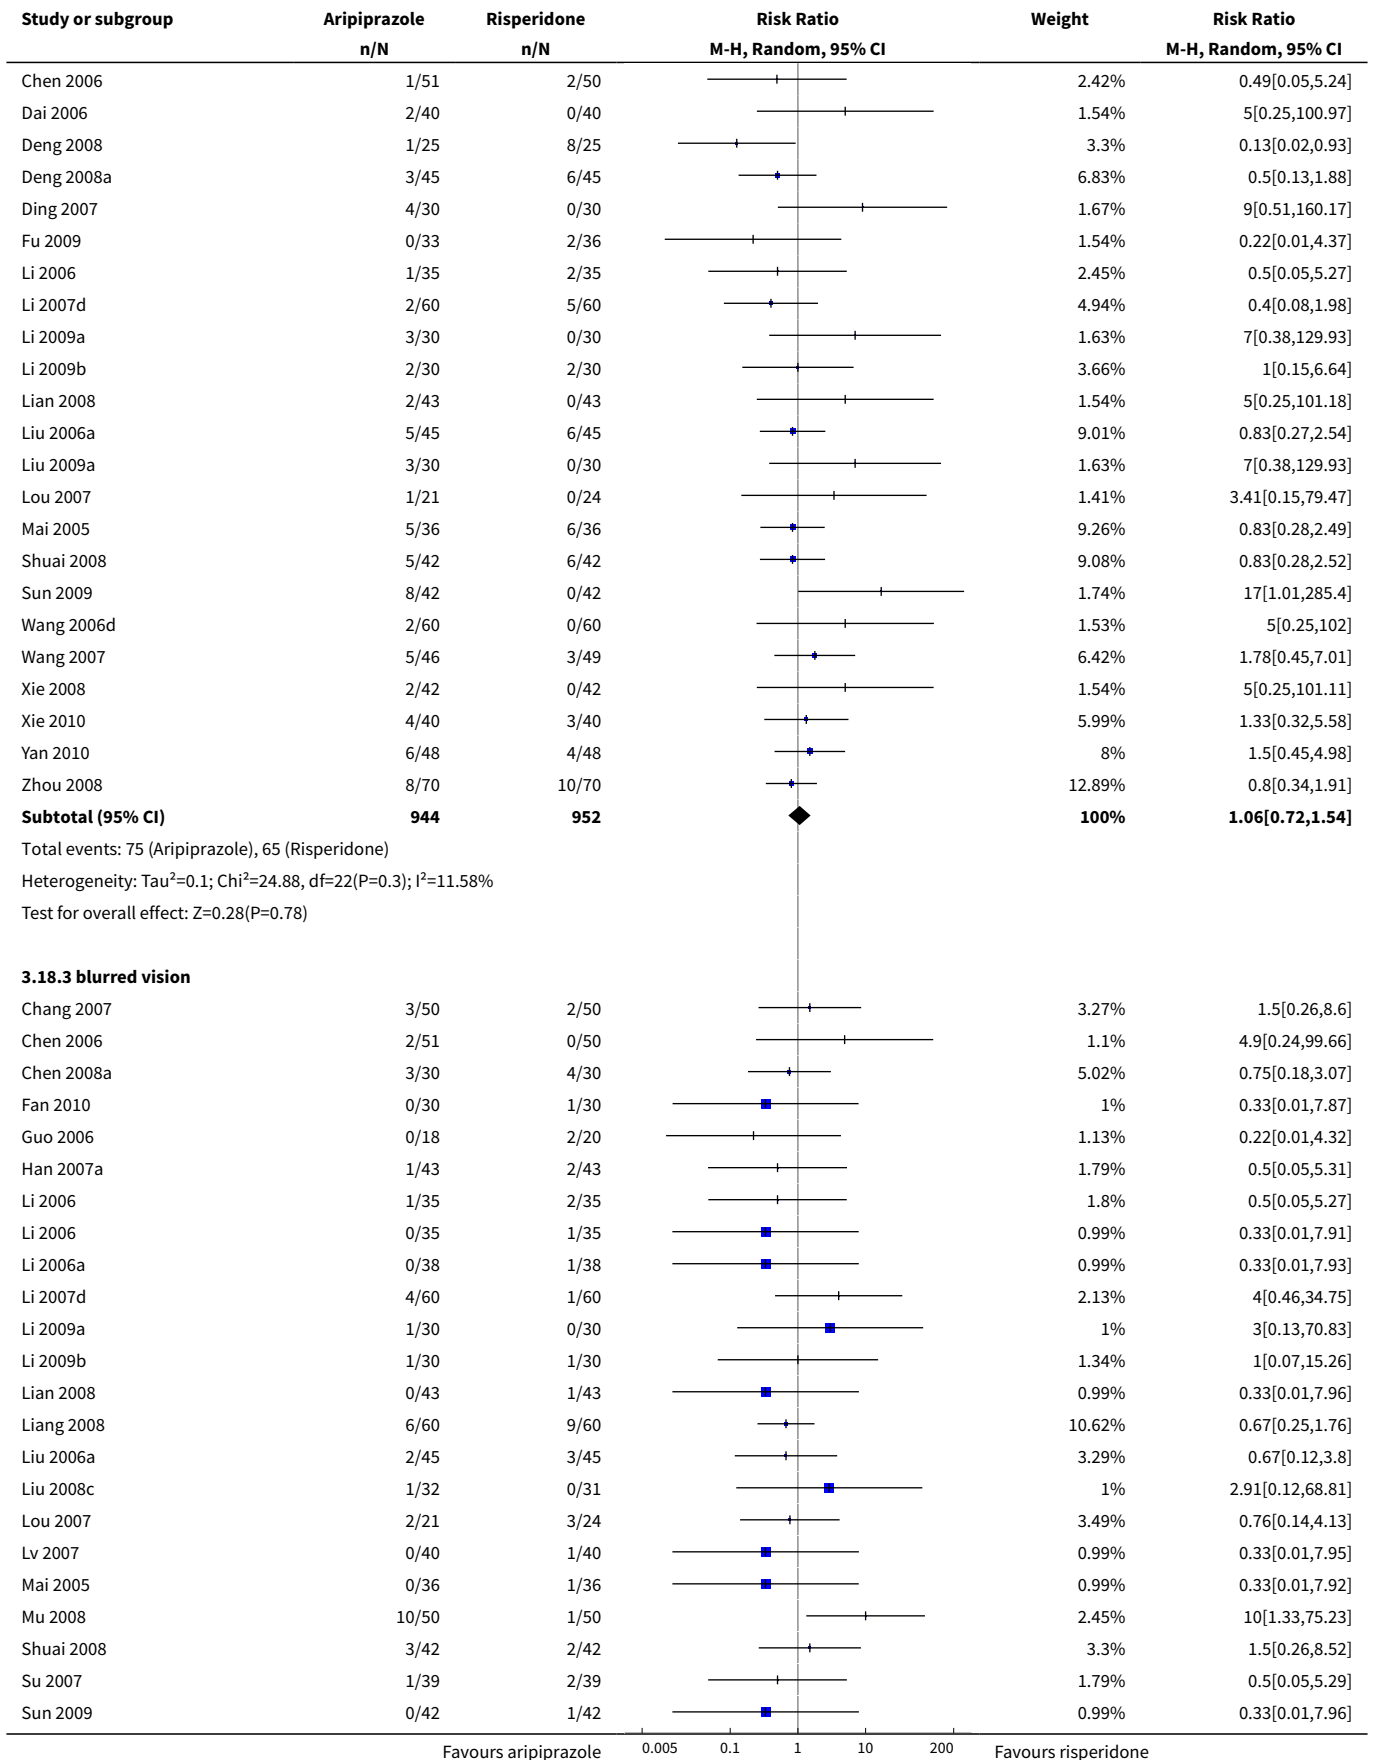 Study or subgroup Aripiprazole Risperidone Risk Ratio Weight Risk Ratio
n/N n/N M-H, Random, 95% CI M-H, Random, 95% CI
Chen 2006 1/51 2/50 2.42% 0.49[0.05,5.24]
Dai 2006 2/40 0/40 1.54% 5[0.25,100.97]
Deng 2008 1/25 8/25 3.3% 0.13[0.02,0.93]
Deng 2008a 3/45 6/45 6.83% 0.5[0.13,1.88]
Ding 2007 4/30 0/30 1.67% 9[0.51,160.17]
Fu 2009 0/33 2/36 1.54% 0.22[0.01,4.37]
Li 2006 1/35 2/35 2.45% 0.5[0.05,5.27]
Li 2007d 2/60 5/60 4.94% 0.4[0.08,1.98]
Li 2009a 3/30 0/30 1.63% 7[0.38,129.93]
Li 2009b 2/30 2/30 3.66% 1[0.15,6.64]
Lian 2008 2/43 0/43 1.54% 5[0.25,101.18]
Liu 2006a 5/45 6/45 9.01% 0.83[0.27,2.54]
Liu 2009a 3/30 0/30 1.63% 7[0.38,129.93]
Lou 2007 1/21 0/24 1.41% 3.41[0.15,79.47]
Mai 2005 5/36 6/36 9.26% 0.83[0.28,2.49]
Shuai 2008 5/42 6/42 9.08% 0.83[0.28,2.52]
Sun 2009 8/42 0/42 1.74% 17[1.01,285.4]
Wang 2006d 2/60 0/60 1.53% 5[0.25,102]
Wang 2007 5/46 3/49 6.42% 1.78[0.45,7.01]
Xie 2008 2/42 0/42 1.54% 5[0.25,101.11]
Xie 2010 4/40 3/40 5.99% 1.33[0.32,5.58]
Yan 2010 6/48 4/48 8% 1.5[0.45,4.98]
Zhou 2008 8/70 10/70 12.89% 0.8[0.34,1.91]
Subtotal (95% CI) 944 952 100% 1.06[0.72,1.54]
Total events: 75 (Aripiprazole), 65 (Risperidone)
Heterogeneity: Tau²=0.1; Chi²=24.88, df=22(P=0.3); I²=11.58%
Test for overall effect: Z=0.28(P=0.78)
3.18.3 blurred vision
Chang 2007 3/50 2/50 3.27% 1.5[0.26,8.6]
Chen 2006 2/51 0/50 1.1% 4.9[0.24,99.66]
Chen 2008a 3/30 4/30 5.02% 0.75[0.18,3.07]
Fan 2010 0/30 1/30 1% 0.33[0.01,7.87]
Guo 2006 0/18 2/20 1.13% 0.22[0.01,4.32]
Han 2007a 1/43 2/43 1.79% 0.5[0.05,5.31]
Li 2006 1/35 2/35 1.8% 0.5[0.05,5.27]
Li 2006 0/35 1/35 0.99% 0.33[0.01,7.91]
Li 2006a 0/38 1/38 0.99% 0.33[0.01,7.93]
Li 2007d 4/60 1/60 2.13% 4[0.46,34.75]
Li 2009a 1/30 0/30 1% 3[0.13,70.83]
Li 2009b 1/30 1/30 1.34% 1[0.07,15.26]
Lian 2008 0/43 1/43 0.99% 0.33[0.01,7.96]
Liang 2008 6/60 9/60 10.62% 0.67[0.25,1.76]
Liu 2006a 2/45 3/45 3.29% 0.67[0.12,3.8]
Liu 2008c 1/32 0/31 1% 2.91[0.12,68.81]
Lou 2007 2/21 3/24 3.49% 0.76[0.14,4.13]
Lv 2007 0/40 1/40 0.99% 0.33[0.01,7.95]
Mai 2005 0/36 1/36 0.99% 0.33[0.01,7.92]
Mu 2008 10/50 1/50 2.45% 10[1.33,75.23]
Shuai 2008 3/42 2/42 3.3% 1.5[0.26,8.52]
Su 2007 1/39 2/39 1.79% 0.5[0.05,5.29]
Sun 2009 0/42 1/42 0.99% 0.33[0.01,7.96]
Favours aripiprazole 0.005 0.1 1 10 200 Favours risperidone